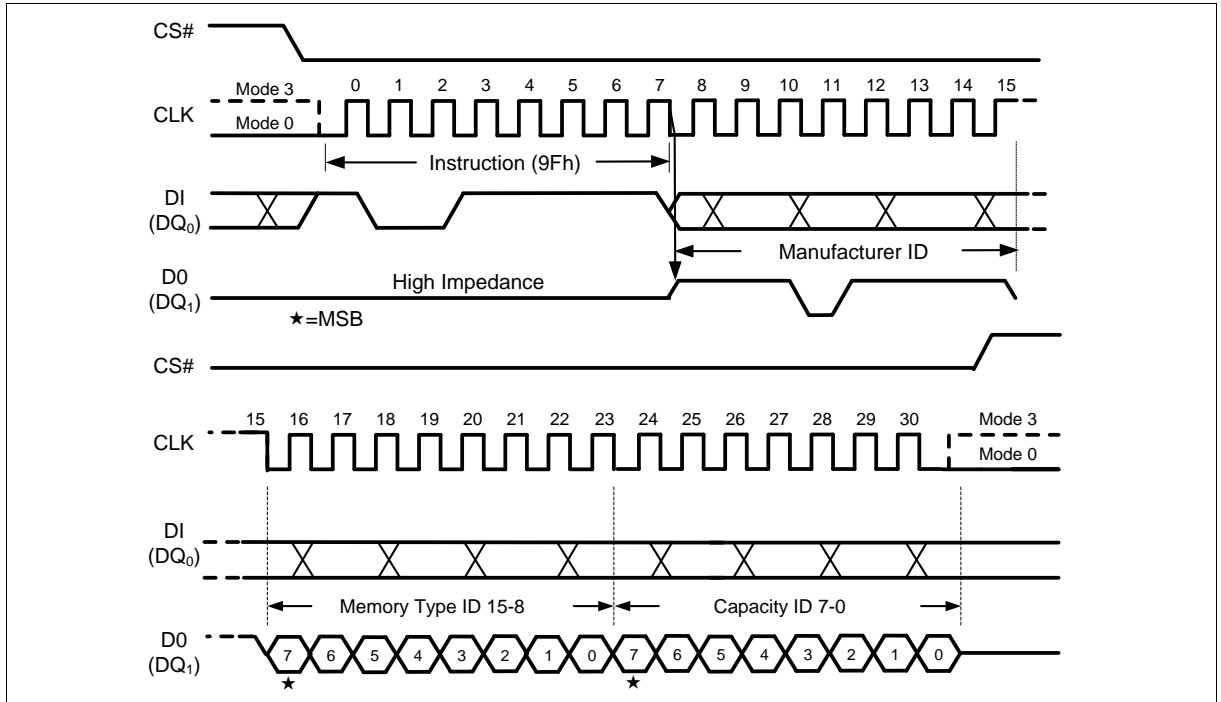 CS#
0 1 2 3 4 5 6 7 8 9 10 11 12 13 14 15
Mode 3
CLK
Mode 0
Instruction (9Fh)
DI
(DQ₀)
Manufacturer ID
D0
(DQ₁)
High Impedance
★=MSB
CS#
15 16 17 18 19 20 21 22 23 24 25 26 27 28 29 30
Mode 3
CLK
Mode 0
DI
(DQ₀)
Memory Type ID 15-8 Capacity ID 7-0
D0
(DQ₁)
7 6 5 4 3 2 1 0 7 6 5 4 3 2 1 0
★ ★